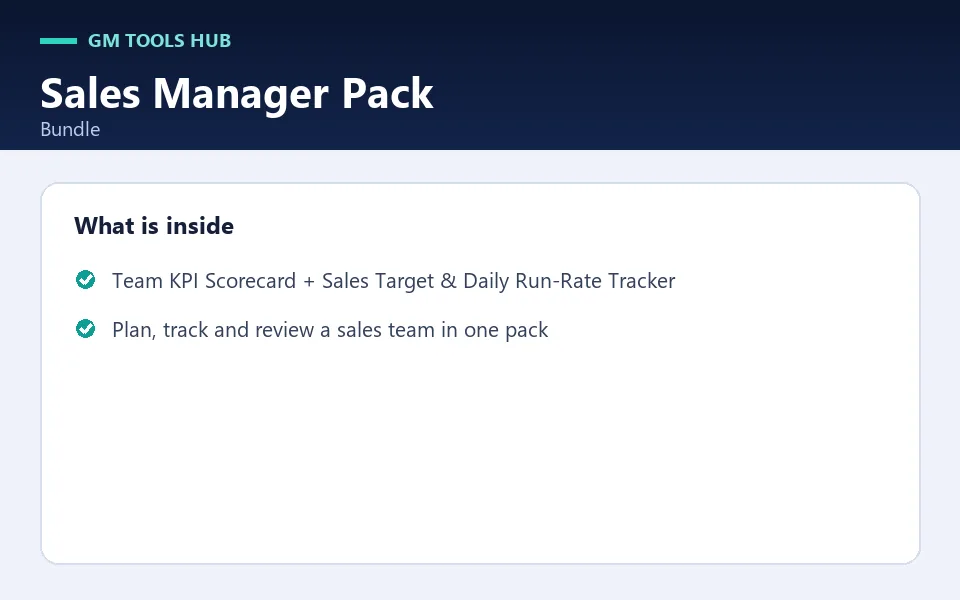 GM TOOLS HUB
Sales Manager Pack
Bundle
What is inside
Team KPI Scorecard + Sales Target & Daily Run-Rate Tracker
Plan, track and review a sales team in one pack